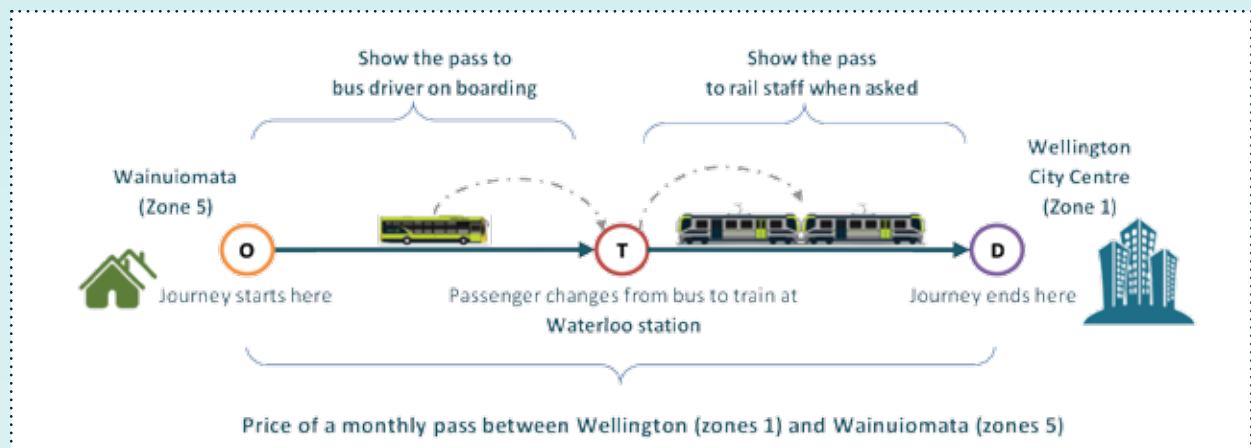 Show the pass to
bus driver on boarding
Show the pass
to rail staff when asked
Wainuiomata
(Zone 5)
Wellington
City Centre
(Zone 1)
O
T
D
Journey starts here
Passenger changes from bus to train at
Waterloo station
Journey ends here
Price of a monthly pass between Wellington (zones 1) and Wainuiomata (zones 5)